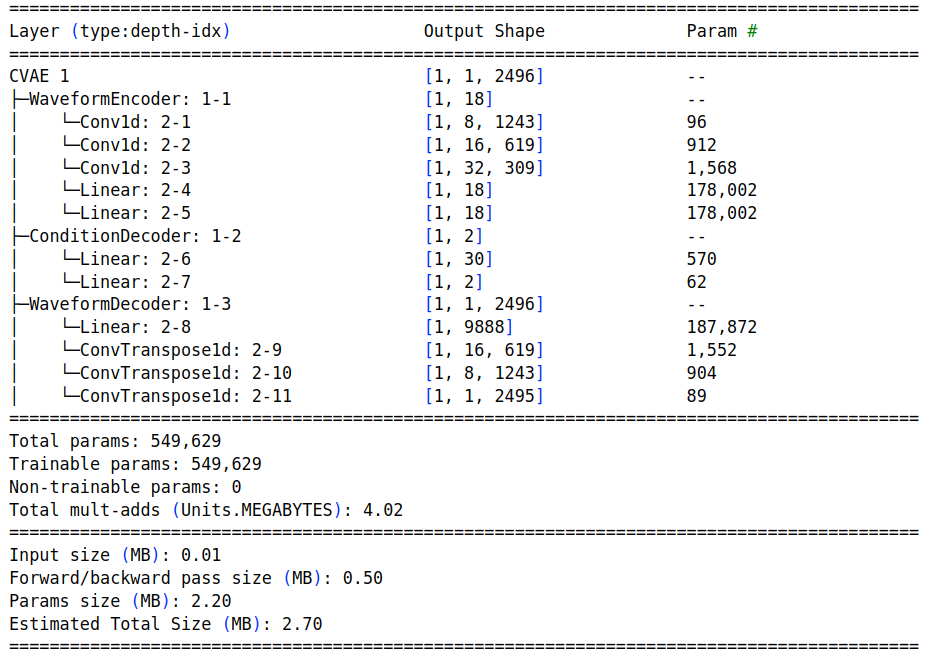 ==========================================================================================
Layer (type:depth-idx)                   Output Shape              Param #
==========================================================================================
CVAE 1                                   [1, 1, 2496]              --
├─WaveformEncoder: 1-1                   [1, 18]                   --
│    └─Conv1d: 2-1                       [1, 8, 1243]              96
│    └─Conv1d: 2-2                       [1, 16, 619]              912
│    └─Conv1d: 2-3                       [1, 32, 309]              1,568
│    └─Linear: 2-4                       [1, 18]                   178,002
│    └─Linear: 2-5                       [1, 18]                   178,002
├─ConditionDecoder: 1-2                  [1, 2]                    --
│    └─Linear: 2-6                       [1, 30]                   570
│    └─Linear: 2-7                       [1, 2]                    62
├─WaveformDecoder: 1-3                   [1, 1, 2496]              --
│    └─Linear: 2-8                       [1, 9888]                 187,872
│    └─ConvTranspose1d: 2-9              [1, 16, 619]              1,552
│    └─ConvTranspose1d: 2-10             [1, 8, 1243]              904
│    └─ConvTranspose1d: 2-11             [1, 1, 2495]              89
==========================================================================================
Total params: 549,629
Trainable params: 549,629
Non-trainable params: 0
Total mult-adds (Units.MEGABYTES): 4.02
==========================================================================================
Input size (MB): 0.01
Forward/backward pass size (MB): 0.50
Params size (MB): 2.20
Estimated Total Size (MB): 2.70
==========================================================================================